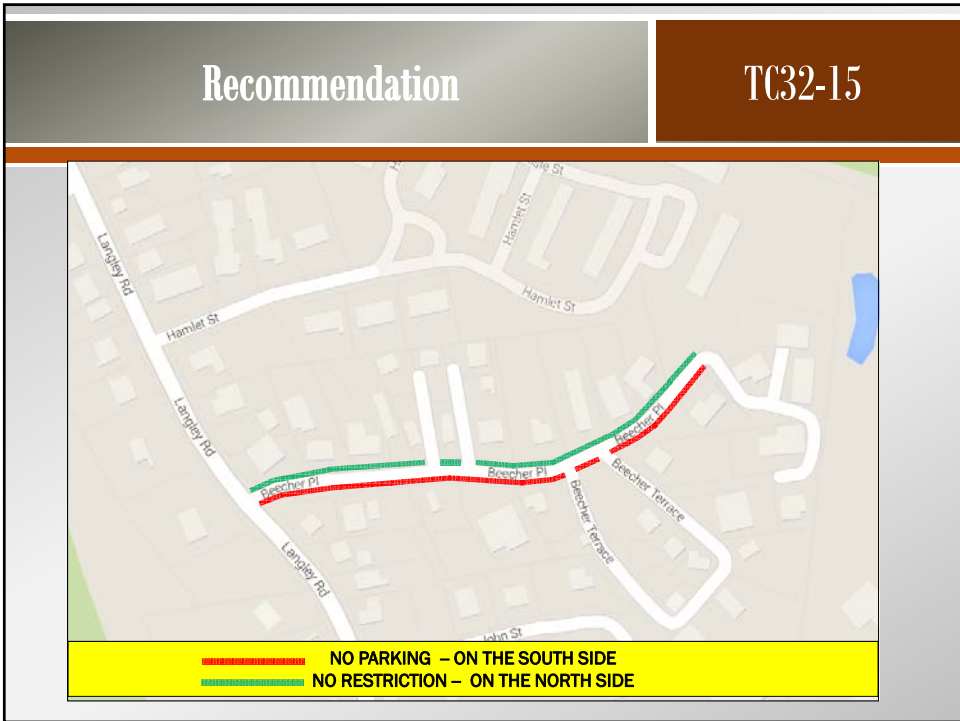 Recommendation
TC32-15
Langley Rd
Hamlet St
Hamlet St
Hamlet St
Langley Rd
Beecher Pl
Beecher Pl
Beecher Pl
Beecher Terrace
Beecher Terrace
Langley Rd
John St
NO PARKING – ON THE SOUTH SIDE
NO RESTRICTION – ON THE NORTH SIDE